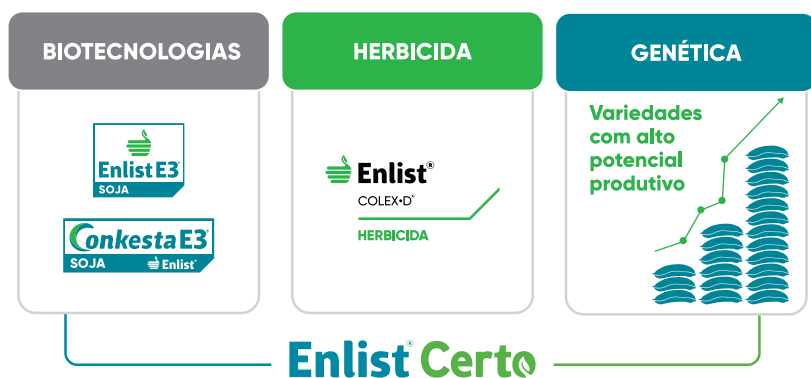 BIOTECNOLOGIAS
Enlist E3®
SOJA
Conkesta E3®
SOJA Enlist®
HERBICIDA
Enlist®
COLEX•D®
HERBICIDA
GENÉTICA
Variedades
com alto
potencial
produtivo
Enlist® Certo